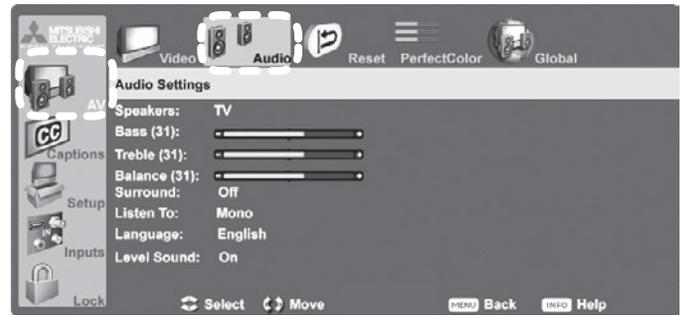 MITSUBISHI
ELECTRIC
Video
Audio
Reset
PerfectColor
Global
AV
Captions
Setup
Inputs
Lock
Audio Settings
Speakers: TV
Bass (31):
Treble (31):
Balance (31):
Surround: Off
Listen To: Mono
Language: English
Level Sound: On
CC
IN
Select
Move
MENU Back
INFO Help